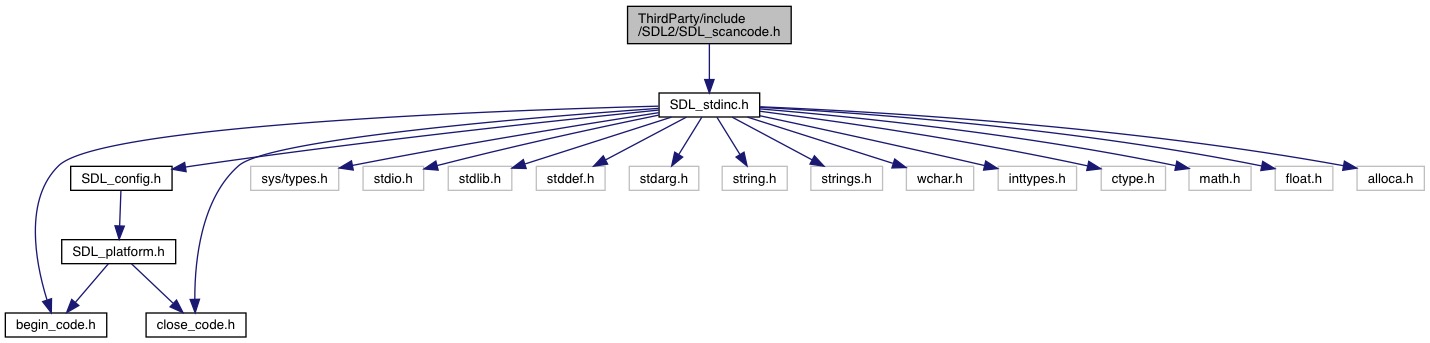 ThirdParty/include
/SDL2/SDL_scancode.h
SDL_stdinc.h
SDL_config.h
sys/types.h
stdio.h
stdlib.h
stddef.h
stdarg.h
string.h
strings.h
wchar.h
inttypes.h
ctype.h
math.h
float.h
alloca.h
SDL_platform.h
begin_code.h
close_code.h